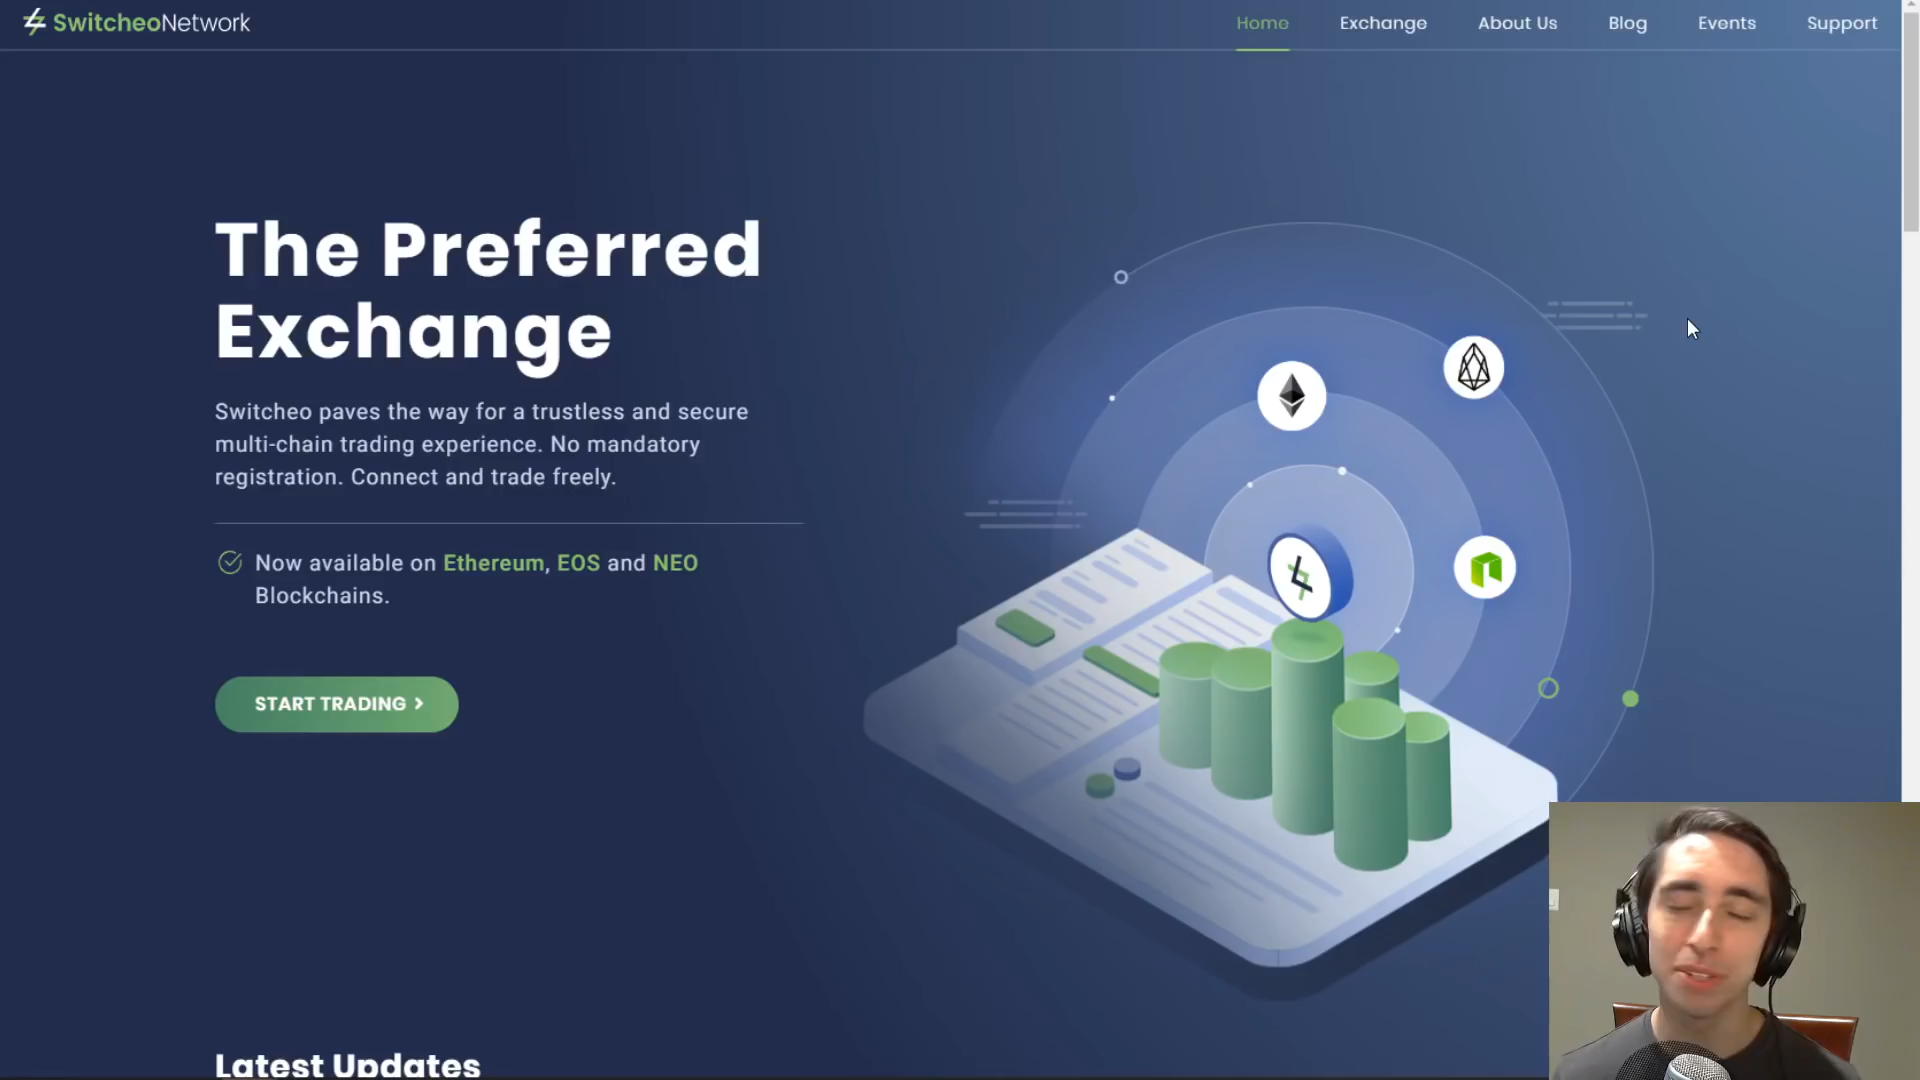 SwitcheoNetwork
Home
Exchange
About Us
Blog
Events
Support
The Preferred
Exchange
Switcheo paves the way for a trustless and secure
multi-chain trading experience. No mandatory
registration. Connect and trade freely.
Now available on Ethereum, EOS and NEO
Blockchains.
START TRADING >
Latest Updates